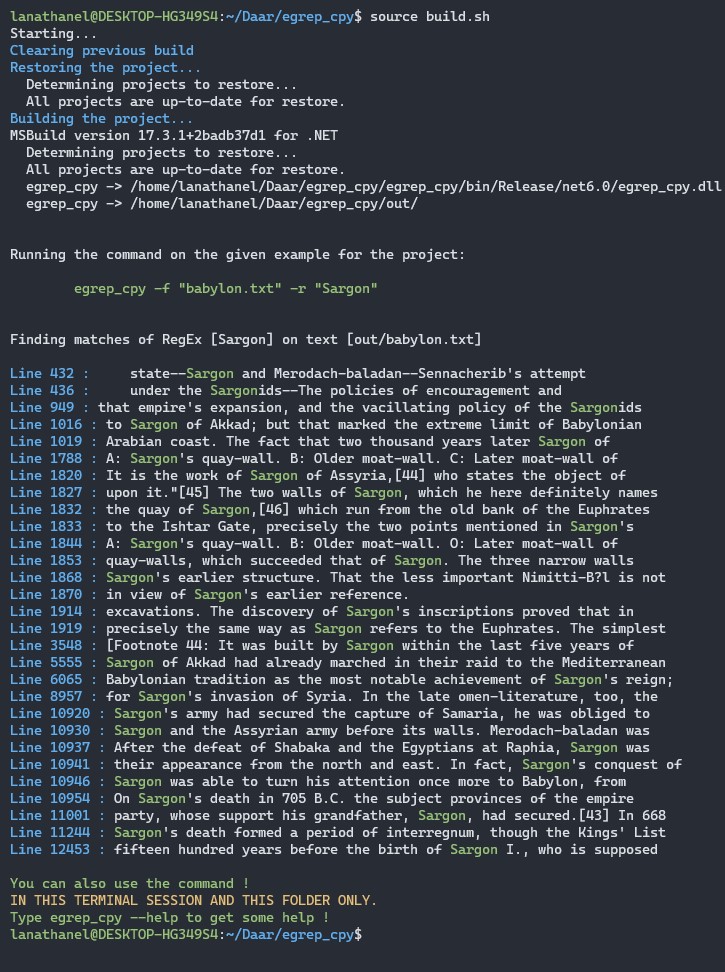 lanathanel@DESKTOP-HG349S4:~/Daar/egrep_cpy$ source build.sh
Starting...
Clearing previous build
Restoring the project...
  Determining projects to restore...
  All projects are up-to-date for restore.
Building the project...
MSBuild version 17.3.1+2badb37d1 for .NET
  Determining projects to restore...
  All projects are up-to-date for restore.
  egrep_cpy -> /home/lanathanel/Daar/egrep_cpy/egrep_cpy/bin/Release/net6.0/egrep_cpy.dll
  egrep_cpy -> /home/lanathanel/Daar/egrep_cpy/out/
Running the command on the given example for the project:
        egrep_cpy -f "babylon.txt" -r "Sargon"
Finding matches of RegEx [Sargon] on text [out/babylon.txt]
Line 432 :     state--Sargon and Merodach-baladan--Sennacherib's attempt
Line 436 :     under the Sargonids--The policies of encouragement and
Line 949 : that empire's expansion, and the vacillating policy of the Sargonids
Line 1016 : to Sargon of Akkad; but that marked the extreme limit of Babylonian
Line 1019 : Arabian coast. The fact that two thousand years later Sargon of
Line 1788 : A: Sargon's quay-wall. B: Older moat-wall. C: Later moat-wall of
Line 1820 : It is the work of Sargon of Assyria,[44] who states the object of
Line 1827 : upon it."[45] The two walls of Sargon, which he here definitely names
Line 1832 : the quay of Sargon,[46] which run from the old bank of the Euphrates
Line 1833 : to the Ishtar Gate, precisely the two points mentioned in Sargon's
Line 1844 : A: Sargon's quay-wall. B: Older moat-wall. O: Later moat-wall of
Line 1853 : quay-walls, which succeeded that of Sargon. The three narrow walls
Line 1868 : Sargon's earlier structure. That the less important Nimitti-B?l is not
Line 1870 : in view of Sargon's earlier reference.
Line 1914 : excavations. The discovery of Sargon's inscriptions proved that in
Line 1919 : precisely the same way as Sargon refers to the Euphrates. The simplest
Line 3548 : [Footnote 44: It was built by Sargon within the last five years of
Line 5555 : Sargon of Akkad had already marched in their raid to the Mediterranean
Line 6065 : Babylonian tradition as the most notable achievement of Sargon's reign;
Line 8957 : for Sargon's invasion of Syria. In the late omen-literature, too, the
Line 10920 : Sargon's army had secured the capture of Samaria, he was obliged to
Line 10930 : Sargon and the Assyrian army before its walls. Merodach-baladan was
Line 10937 : After the defeat of Shabaka and the Egyptians at Raphia, Sargon was
Line 10941 : their appearance from the north and east. In fact, Sargon's conquest of
Line 10946 : Sargon was able to turn his attention once more to Babylon, from
Line 10954 : On Sargon's death in 705 B.C. the subject provinces of the empire
Line 11001 : party, whose support his grandfather, Sargon, had secured.[43] In 668
Line 11244 : Sargon's death formed a period of interregnum, though the Kings' List
Line 12453 : fifteen hundred years before the birth of Sargon I., who is supposed
You can also use the command !
IN THIS TERMINAL SESSION AND THIS FOLDER ONLY.
Type egrep_cpy --help to get some help !
lanathanel@DESKTOP-HG349S4:~/Daar/egrep_cpy$